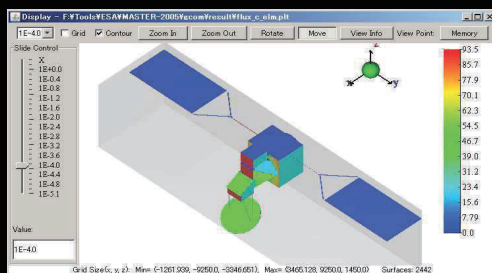 Display - F:¥Tools¥ESA¥MASTER-2005¥gcom¥result¥flux_c_elm.plt
1E-4.0 Grid Contour Zoom In Zoom Out Rotate Move View Info View Point: Memory
Slide Control
X
1E+0.0
1E-0.4
1E-0.8
1E-1.2
1E-1.6
1E-2.0
1E-2.4
1E-2.8
1E-3.2
1E-3.6
1E-4.0
1E-4.4
1E-4.8
1E-5.1
Value:
1E-4.0
z
x y
93.5
85.7
77.9
70.1
62.3
54.5
46.7
39.0
31.2
23.4
15.6
7.79
0.0
Grid Size(x, y, z): Min= (-1261.939, -9250.0, -3346.651), Max= (3465.128, 9250.0, 1450.0) Surfaces: 2442